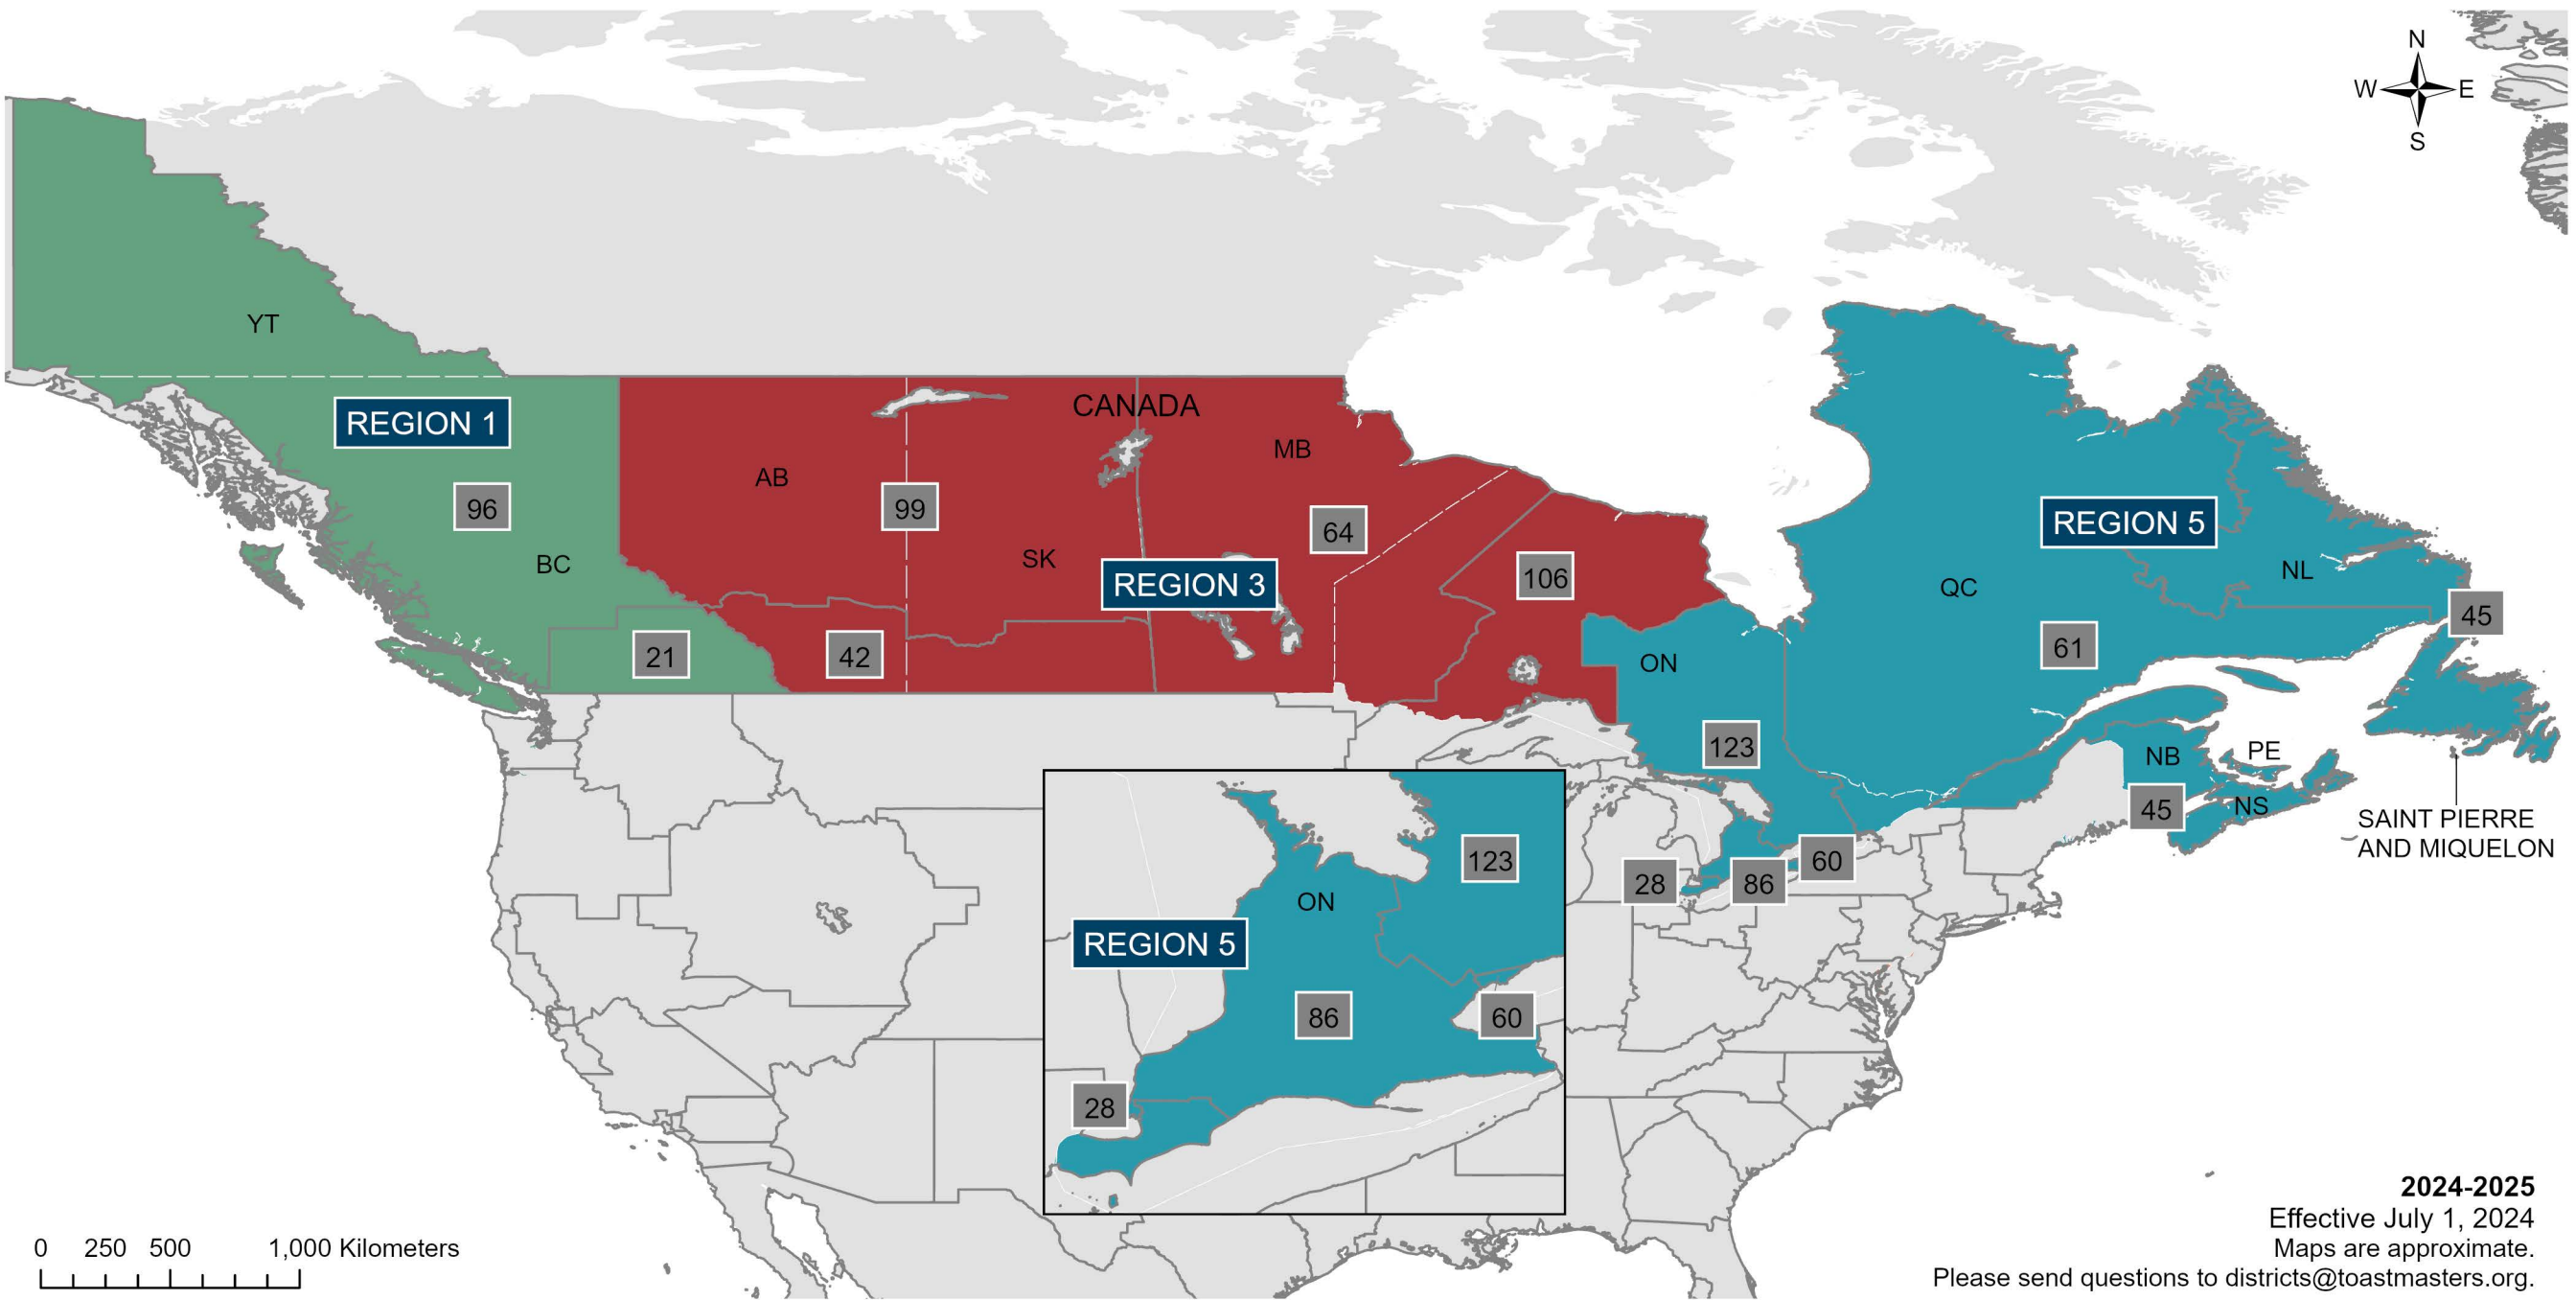 N
W
E
S
YT
REGION 1
CANADA
AB
MB
96
99
64
REGION 5
BC
SK
REGION 3
106
QC
NL
45
21
42
ON
61
123
NB
PE
45
NS
SAINT PIERRE
AND MIQUELON
28
86
60
123
ON
REGION 5
86
60
28
2024-2025
Effective July 1, 2024
Maps are approximate.
Please send questions to districts@toastmasters.org.
0 250 500 1,000 Kilometers